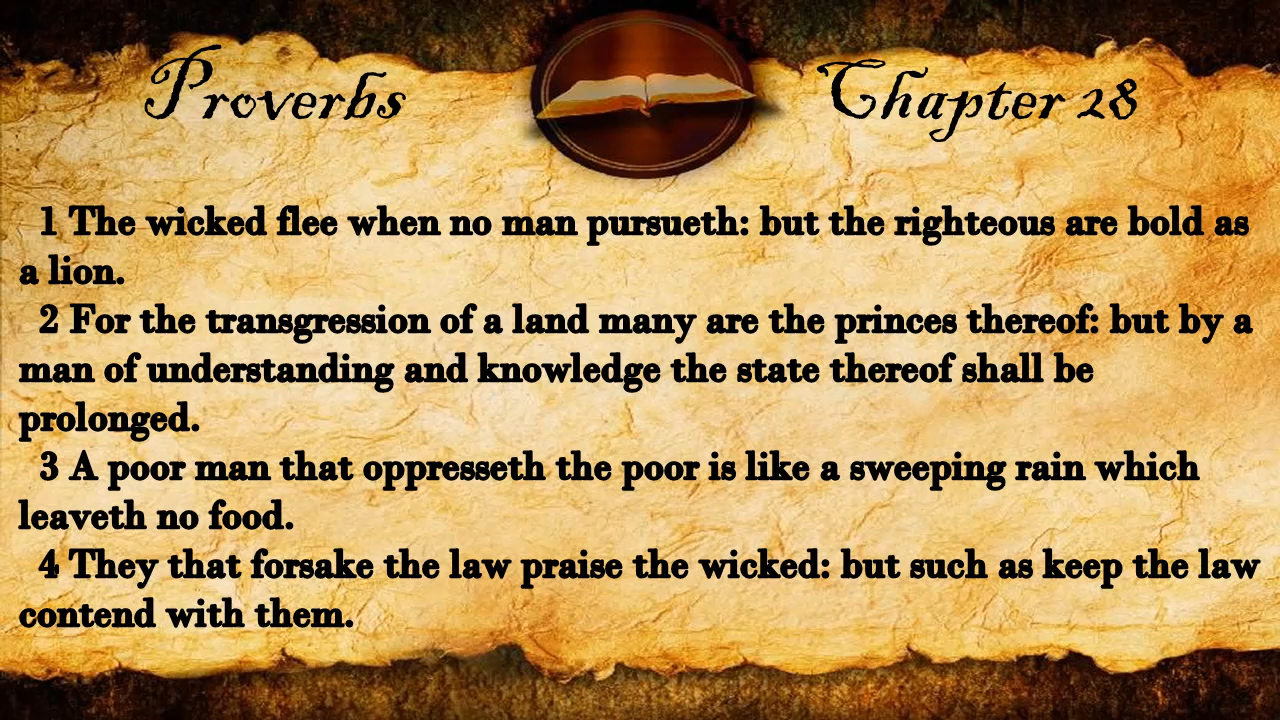 Proverbs Chapter 28
1 The wicked flee when no man pursueth: but the righteous are bold as
a lion.
2 For the transgression of a land many are the princes thereof: but by a
man of understanding and knowledge the state thereof shall be
prolonged.
3 A poor man that oppresseth the poor is like a sweeping rain which
leaveth no food.
4 They that forsake the law praise the wicked: but such as keep the law
contend with them.